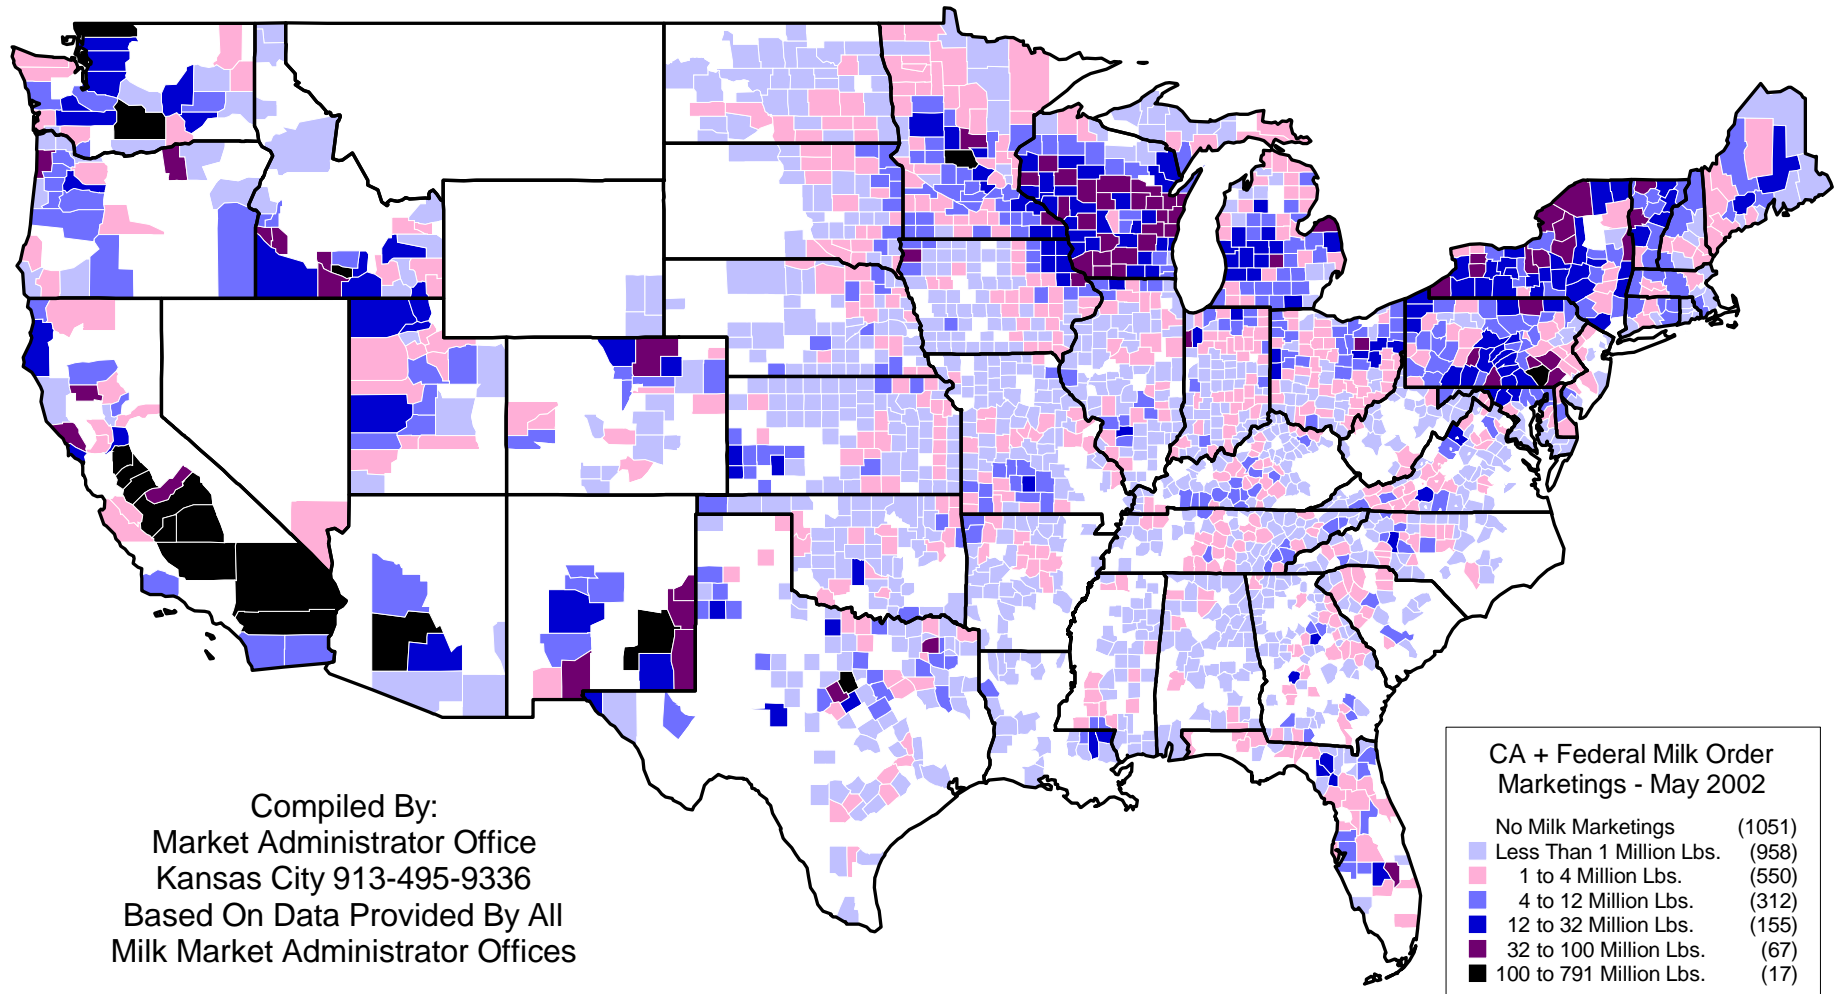 Compiled By:
Market Administrator Office
Kansas City 913-495-9336
Based On Data Provided By All
Milk Market Administrator Offices
CA + Federal Milk Order
Marketings - May 2002
No Milk Marketings (1051)
Less Than 1 Million Lbs. (958)
1 to 4 Million Lbs. (550)
4 to 12 Million Lbs. (312)
12 to 32 Million Lbs. (155)
32 to 100 Million Lbs. (67)
100 to 791 Million Lbs. (17)